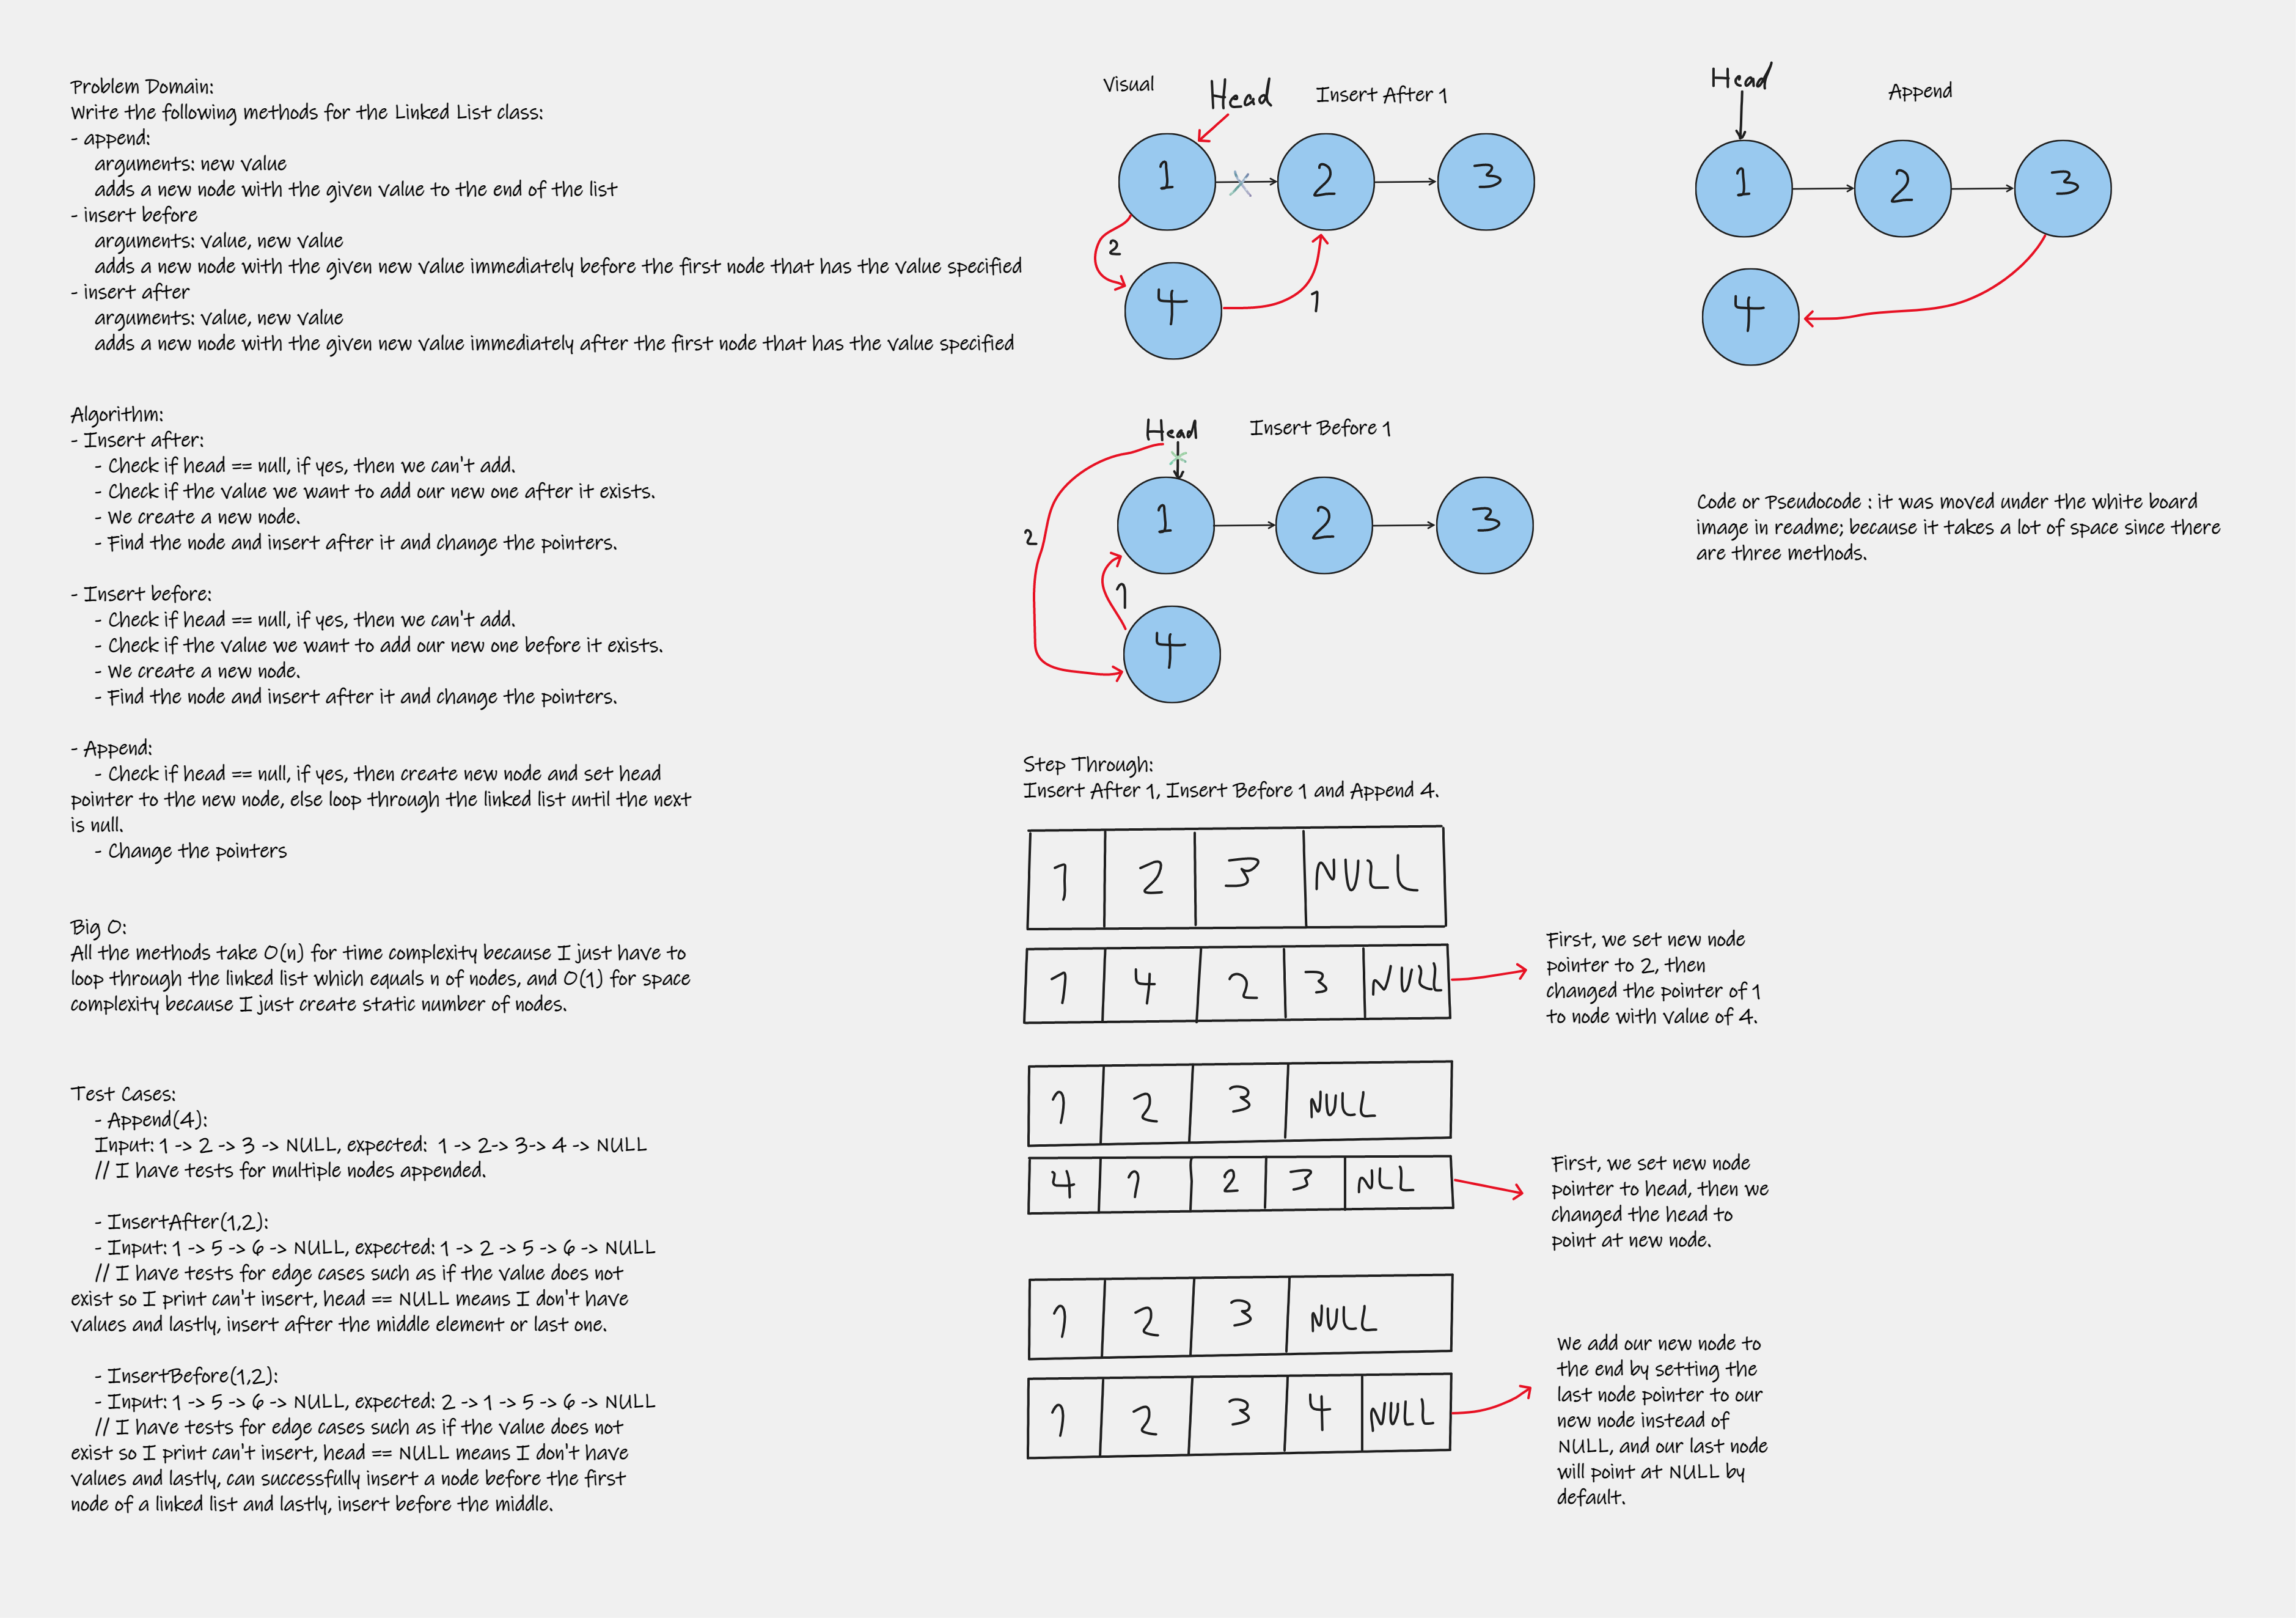 Problem Domain:
Write the following methods for the Linked List class:
- append:
arguments: new value
adds a new node with the given value to the end of the list
- insert before
arguments: value, new value
adds a new node with the given new value immediately before the first node that has the value specified
- insert after
arguments: value, new value
adds a new node with the given new value immediately after the first node that has the value specified
Algorithm:
- Insert after:
- Check if head == null, if yes, then we can't add.
- Check if the value we want to add our new one after it exists.
- We create a new node.
- Find the node and insert after it and change the pointers.
- Insert before:
- Check if head == null, if yes, then we can't add.
- Check if the value we want to add our new one before it exists.
- We create a new node.
- Find the node and insert after it and change the pointers.
- Append:
- Check if head == null, if yes, then create new node and set head
pointer to the new node, else loop through the linked list until the next
is null.
- Change the pointers
Big O:
All the methods take O(n) for time complexity because I just have to
loop through the linked list which equals n of nodes, and O(1) for space
complexity because I just create static number of nodes.
Test Cases:
- Append(4):
Input: 1 -> 2 -> 3 -> NULL, expected:  1 -> 2-> 3-> 4 -> NULL
// I have tests for multiple nodes appended.
- InsertAfter(1,2):
- Input: 1 -> 5 -> 6 -> NULL, expected: 1 -> 2 -> 5 -> 6 -> NULL
// I have tests for edge cases such as if the value does not
exist so I print can't insert, head == NULL means I don't have
values and lastly, insert after the middle element or last one.
- InsertBefore(1,2):
- Input: 1 -> 5 -> 6 -> NULL, expected: 2 -> 1 -> 5 -> 6 -> NULL
// I have tests for edge cases such as if the value does not
exist so I print can't insert, head == NULL means I don't have
values and lastly, can successfully insert a node before the first
node of a linked list and lastly, insert before the middle.
Visual
Head
Insert After 1
1 2 3
2
4
1
Head
Append
1 2 3
4
Head
Insert Before 1
1 2 3
2
1
4
Code or Pseudocode : it was moved under the white board
image in readme; because it takes a lot of space since there
are three methods.
Step Through:
Insert After 1, Insert Before 1 and Append 4.
1 2 3 NULL
1 4 2 3 NULL
First, we set new node
pointer to 2, then
changed the pointer of 1
to node with value of 4.
1 2 3 NULL
4 1 2 3 NLL
First, we set new node
pointer to head, then we
changed the head to
point at new node.
1 2 3 NULL
1 2 3 4 NULL
We add our new node to
the end by setting the
last node pointer to our
new node instead of
NULL, and our last node
will point at NULL by
default.